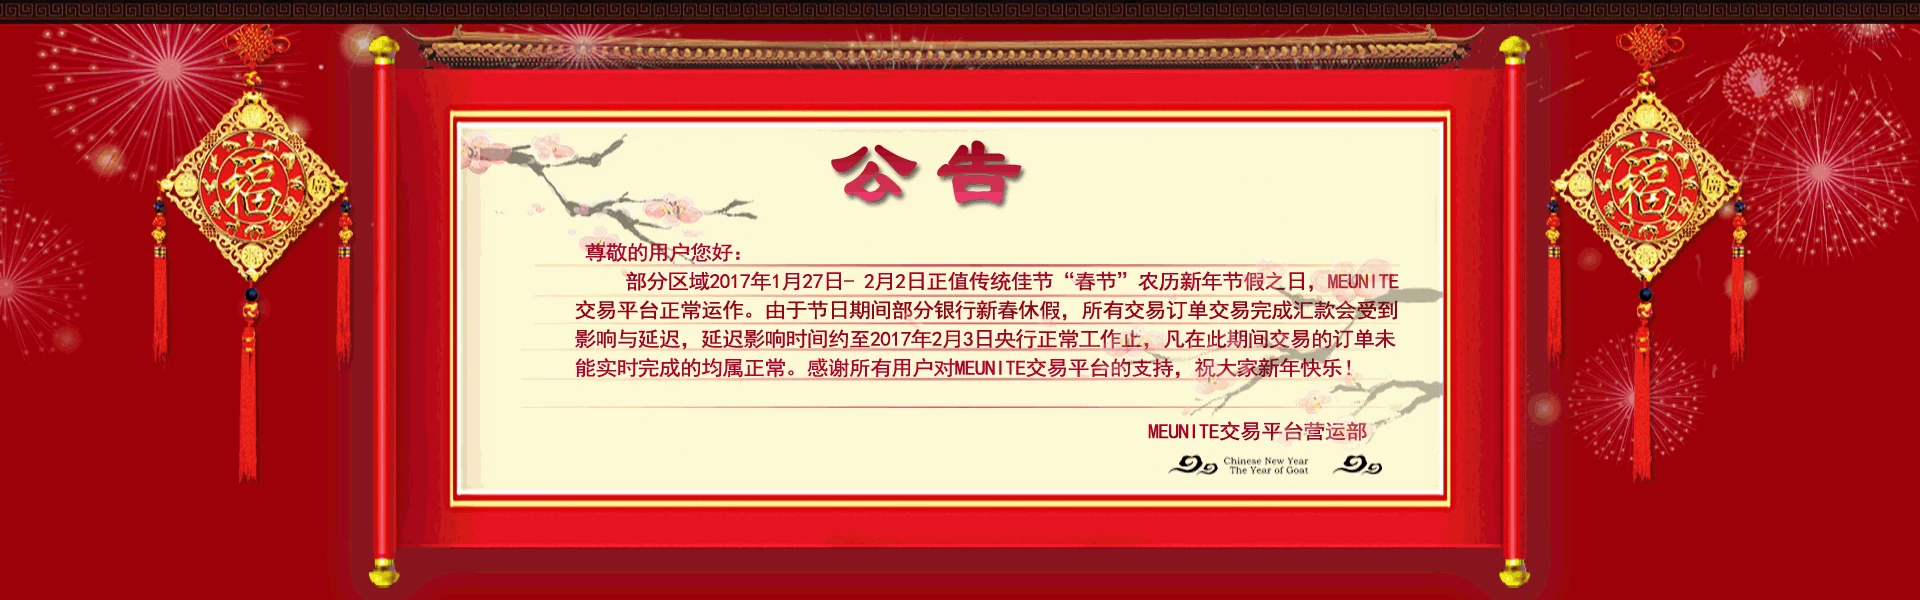 公告
福
福
尊敬的用户您好：
部分区域2017年1月27日- 2月2日正值传统佳节“春节”农历新年节假之日，MEUNITE
交易平台正常运作。由于节日期间部分银行新春休假，所有交易订单交易完成汇款会受到
影响与延迟，延迟影响时间约至2017年2月3日央行正常工作止，凡在此期间交易的订单未
能实时完成的均属正常。感谢所有用户对MEUNITE交易平台的支持，祝大家新年快乐！
MEUNITE交易平台营运部
Chinese New Year
The Year of Goat